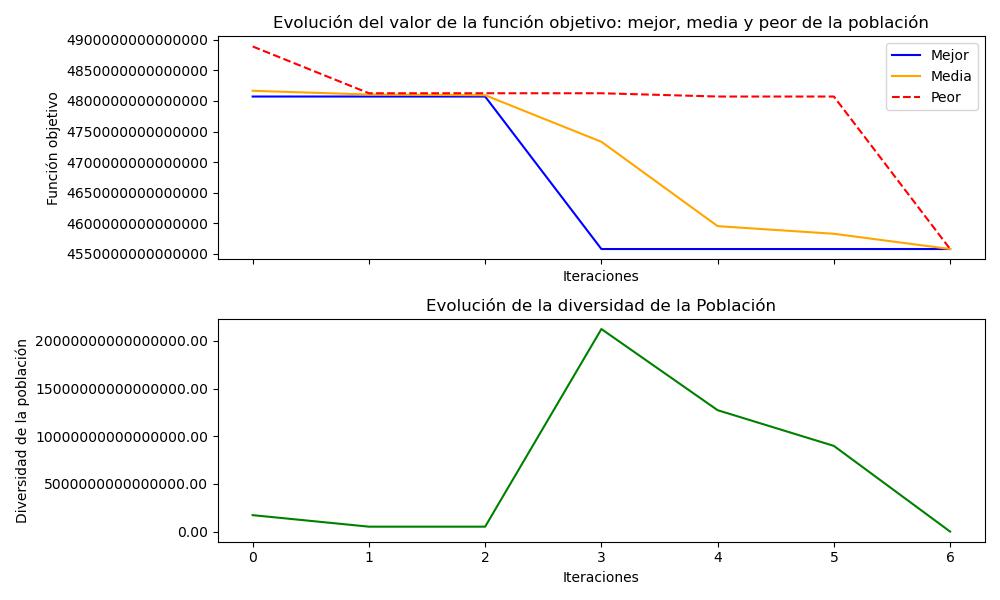 Evolución del valor de la función objetivo: mejor, media y peor de la población
4900000000000000
4850000000000000
4800000000000000
4750000000000000
4700000000000000
4650000000000000
4600000000000000
4550000000000000
Función objetivo
Mejor
Media
Peor
Iteraciones
Evolución de la diversidad de la Población
20000000000000000.00
15000000000000000.00
10000000000000000.00
5000000000000000.00
0.00
Diversidad de la población
0 1 2 3 4 5 6
Iteraciones